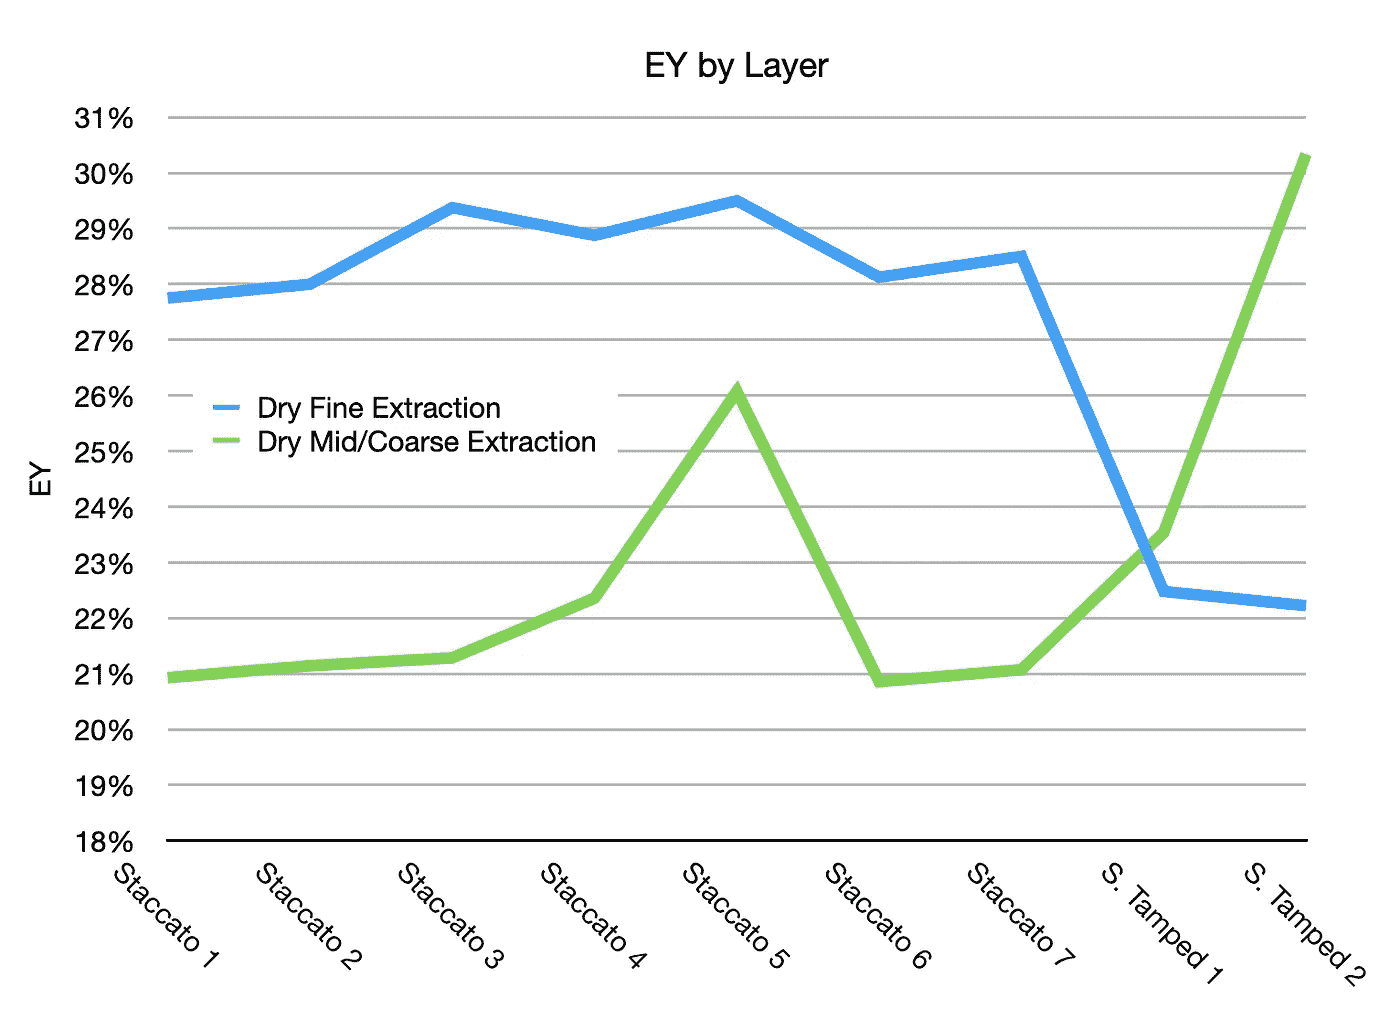 EY by Layer
31%
30%
29%
28%
27%
26%
25%
24%
23%
22%
21%
20%
19%
18%
EY
Dry Fine Extraction
Dry Mid/Coarse Extraction
Staccato 1
Staccato 2
Staccato 3
Staccato 4
Staccato 5
Staccato 6
Staccato 7
S. Tamped 1
S. Tamped 2